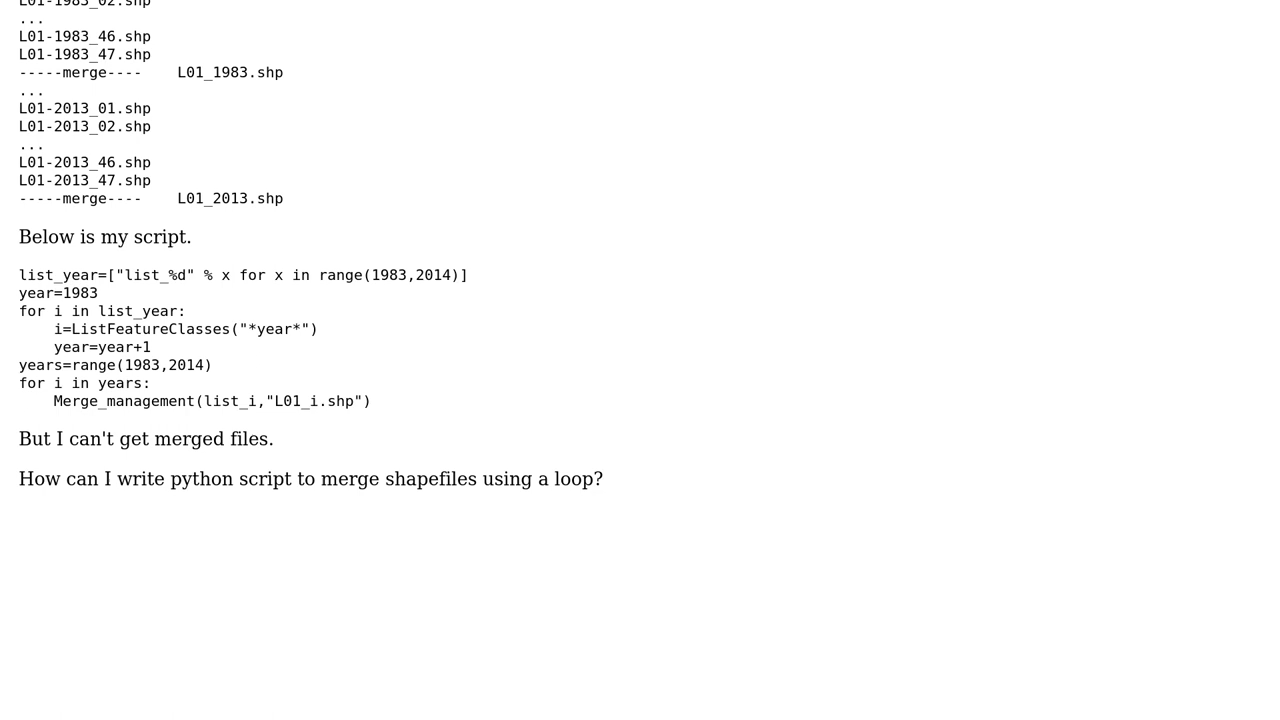 L01-1983_02.shp
...
L01-1983_46.shp
L01-1983_47.shp
-----merge----    L01_1983.shp
...
L01-2013_01.shp
L01-2013_02.shp
...
L01-2013_46.shp
L01-2013_47.shp
-----merge----    L01_2013.shp
Below is my script.
list_year=["list_%d" % x for x in range(1983,2014)]
year=1983
for i in list_year:
    i=ListFeatureClasses("*year*")
    year=year+1
years=range(1983,2014)
for i in years:
    Merge_management(list_i,"L01_i.shp")
But I can't get merged files.
How can I write python script to merge shapefiles using a loop?